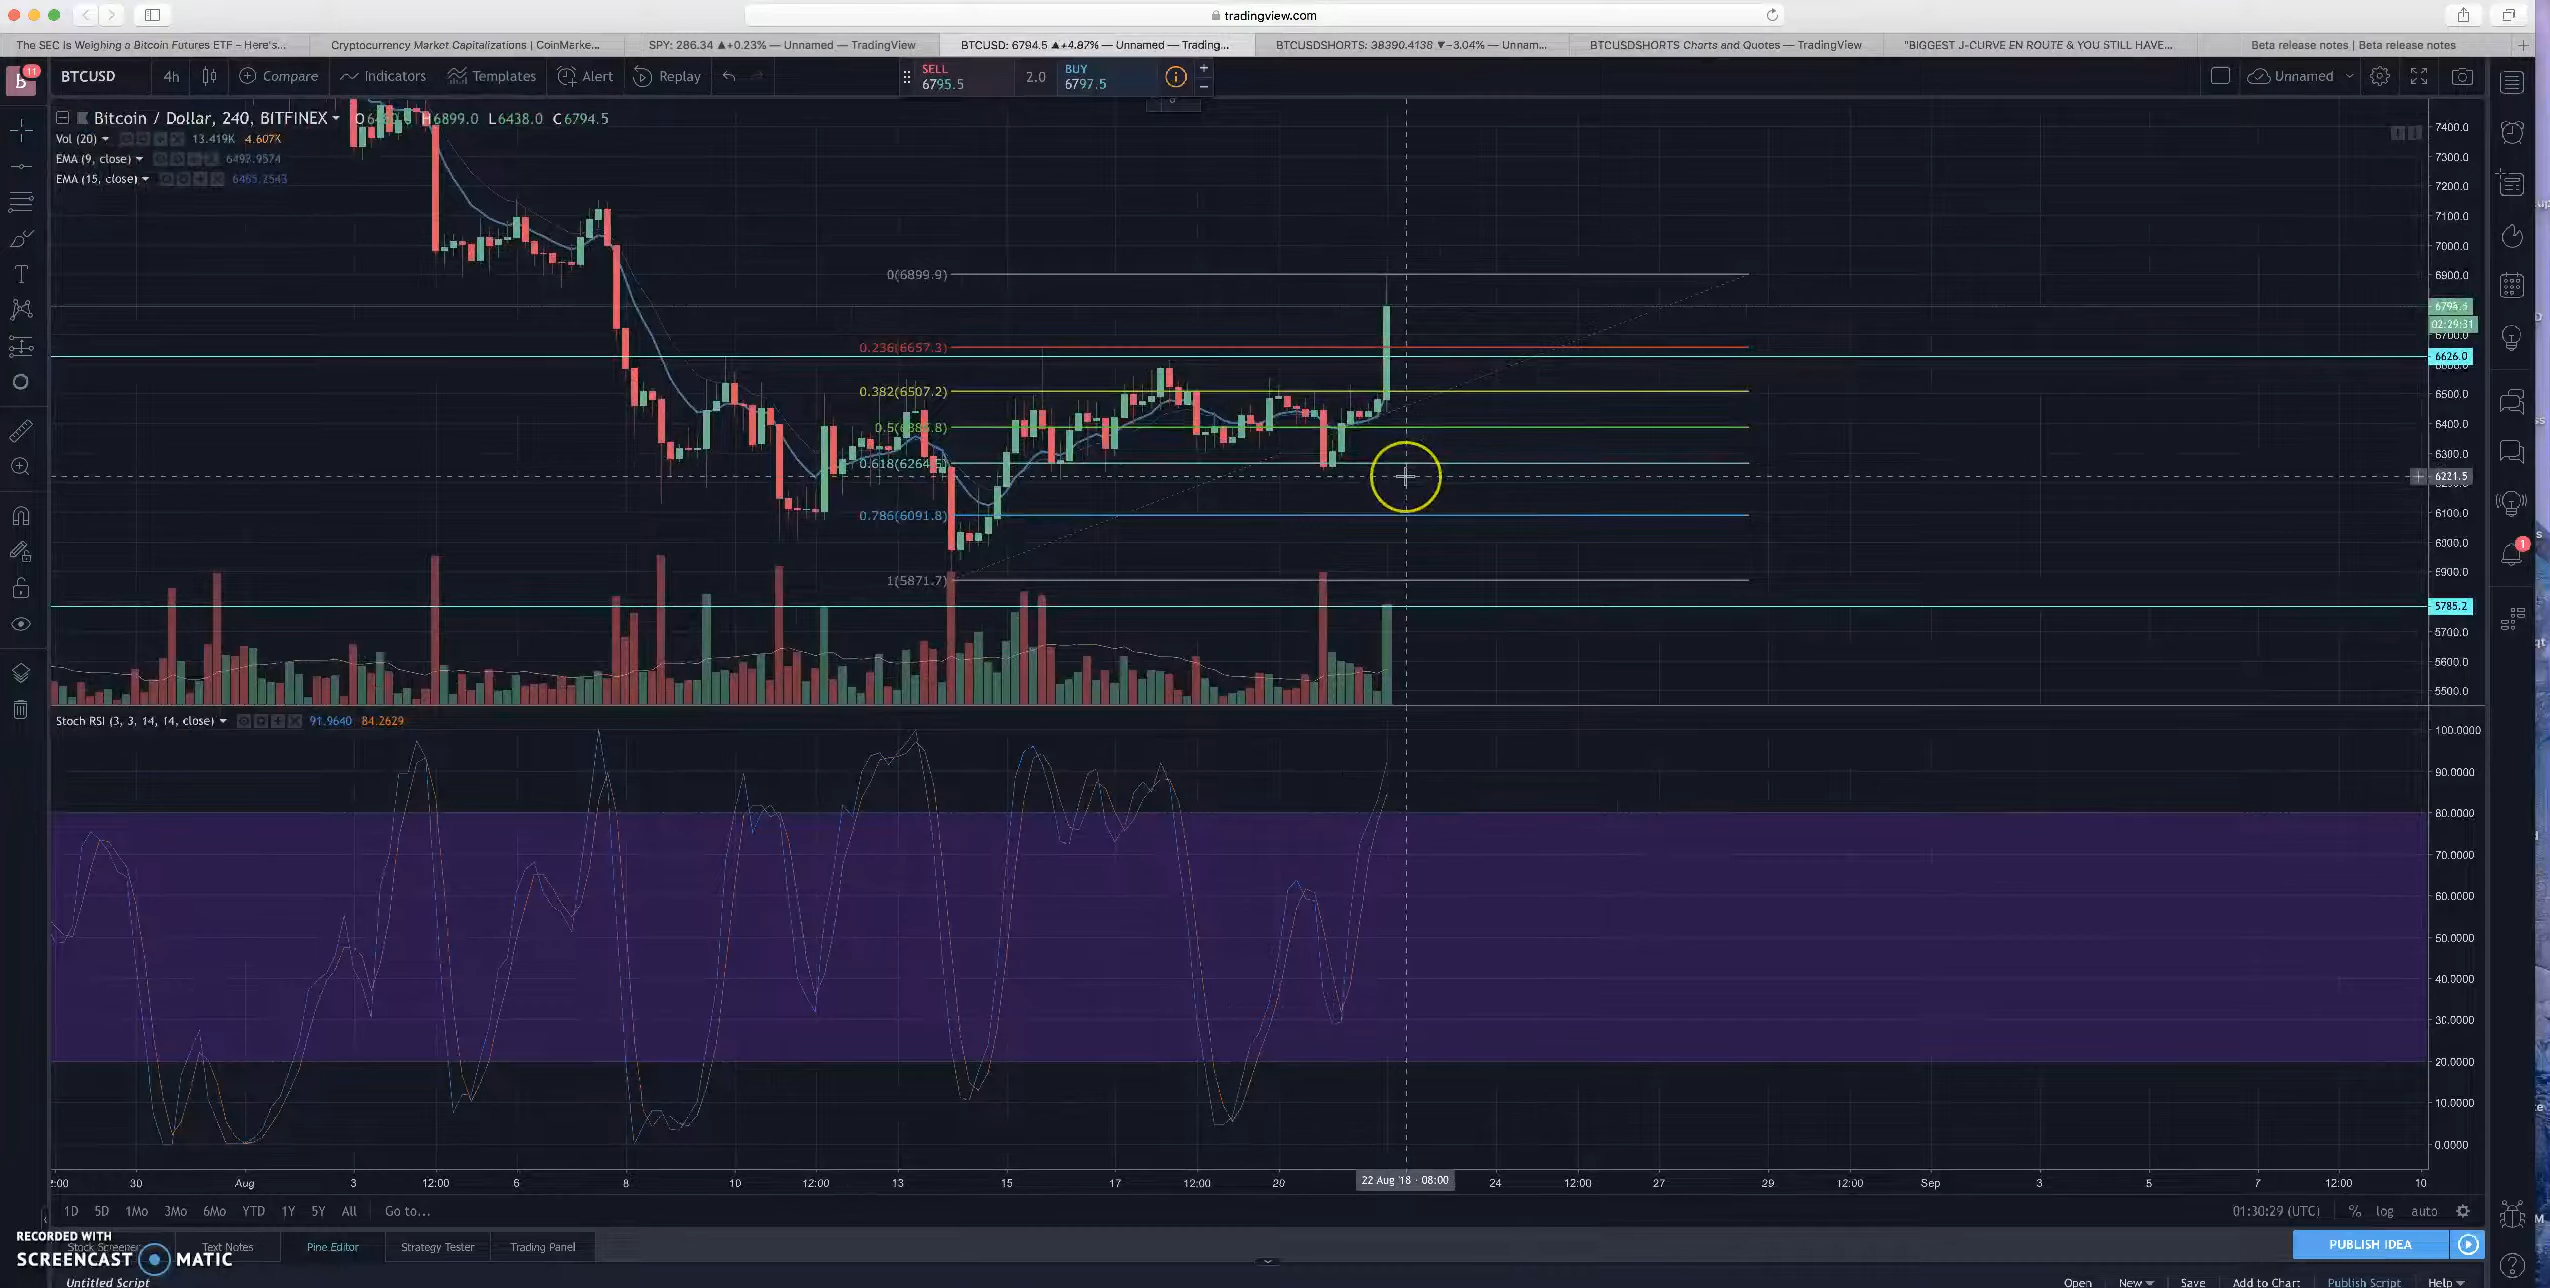 tradingview.com
The SEC Is Weighing a Bitcoin Futures ETF – Here's...
Cryptocurrency Market Capitalizations | CoinMarke...
SPY: 286.34 ▲+0.23% — Unnamed — TradingView
BTCUSD: 6794.5 ▲+4.87% — Unnamed — Trading...
BTCUSDSHORTS: 38390.4138 ▼−3.04% — Unnam...
BTCUSDSHORTS Charts and Quotes — TradingView
"BIGGEST J-CURVE EN ROUTE & YOU STILL HAVE...
Beta release notes | Beta release notes
B 11
BTCUSD 4h Compare Indicators Templates Alert Replay
SELL 6795.5 2.0 BUY 6797.5
Unnamed
Bitcoin / Dollar, 240, BITFINEX H6899.0 L6438.0 C6794.5
Vol (20) 13.419K 4.607K
EMA (9, close)
EMA (15, close)
7400.0
7300.0
7200.0
7100.0
7000.0
6900.0
02:29:31
6700.0
6626.0
6500.0
6400.0
6300.0
6221.5
6100.0
6000.0
5900.0
5785.2
5700.0
5600.0
5500.0
0(6899.9)
0.236(6657.3)
0.382(6507.2)
0.786(6091.8)
1(5871.7)
Stoch RSI (3, 3, 14, 14, close) 91.9640 84.2629
100.0000
90.0000
80.0000
70.0000
60.0000
50.0000
40.0000
30.0000
20.0000
10.0000
0.0000
30 Aug 3 12:00 6 8 10 12:00 13 15 17 12:00 20 22 Aug '18 - 08:00 24 12:00 27 29 12:00 Sep 3 5 7 12:00 10
1D 5D 1Mo 3Mo 6Mo YTD 1Y 5Y All Go to... 01:30:29 (UTC) % log auto
RECORDED WITH
SCREENCAST MATIC
Stock Screener Text Notes Pine Editor Strategy Tester Trading Panel PUBLISH IDEA
Untitled Script Open New Save Add to Chart Publish Script Help
1